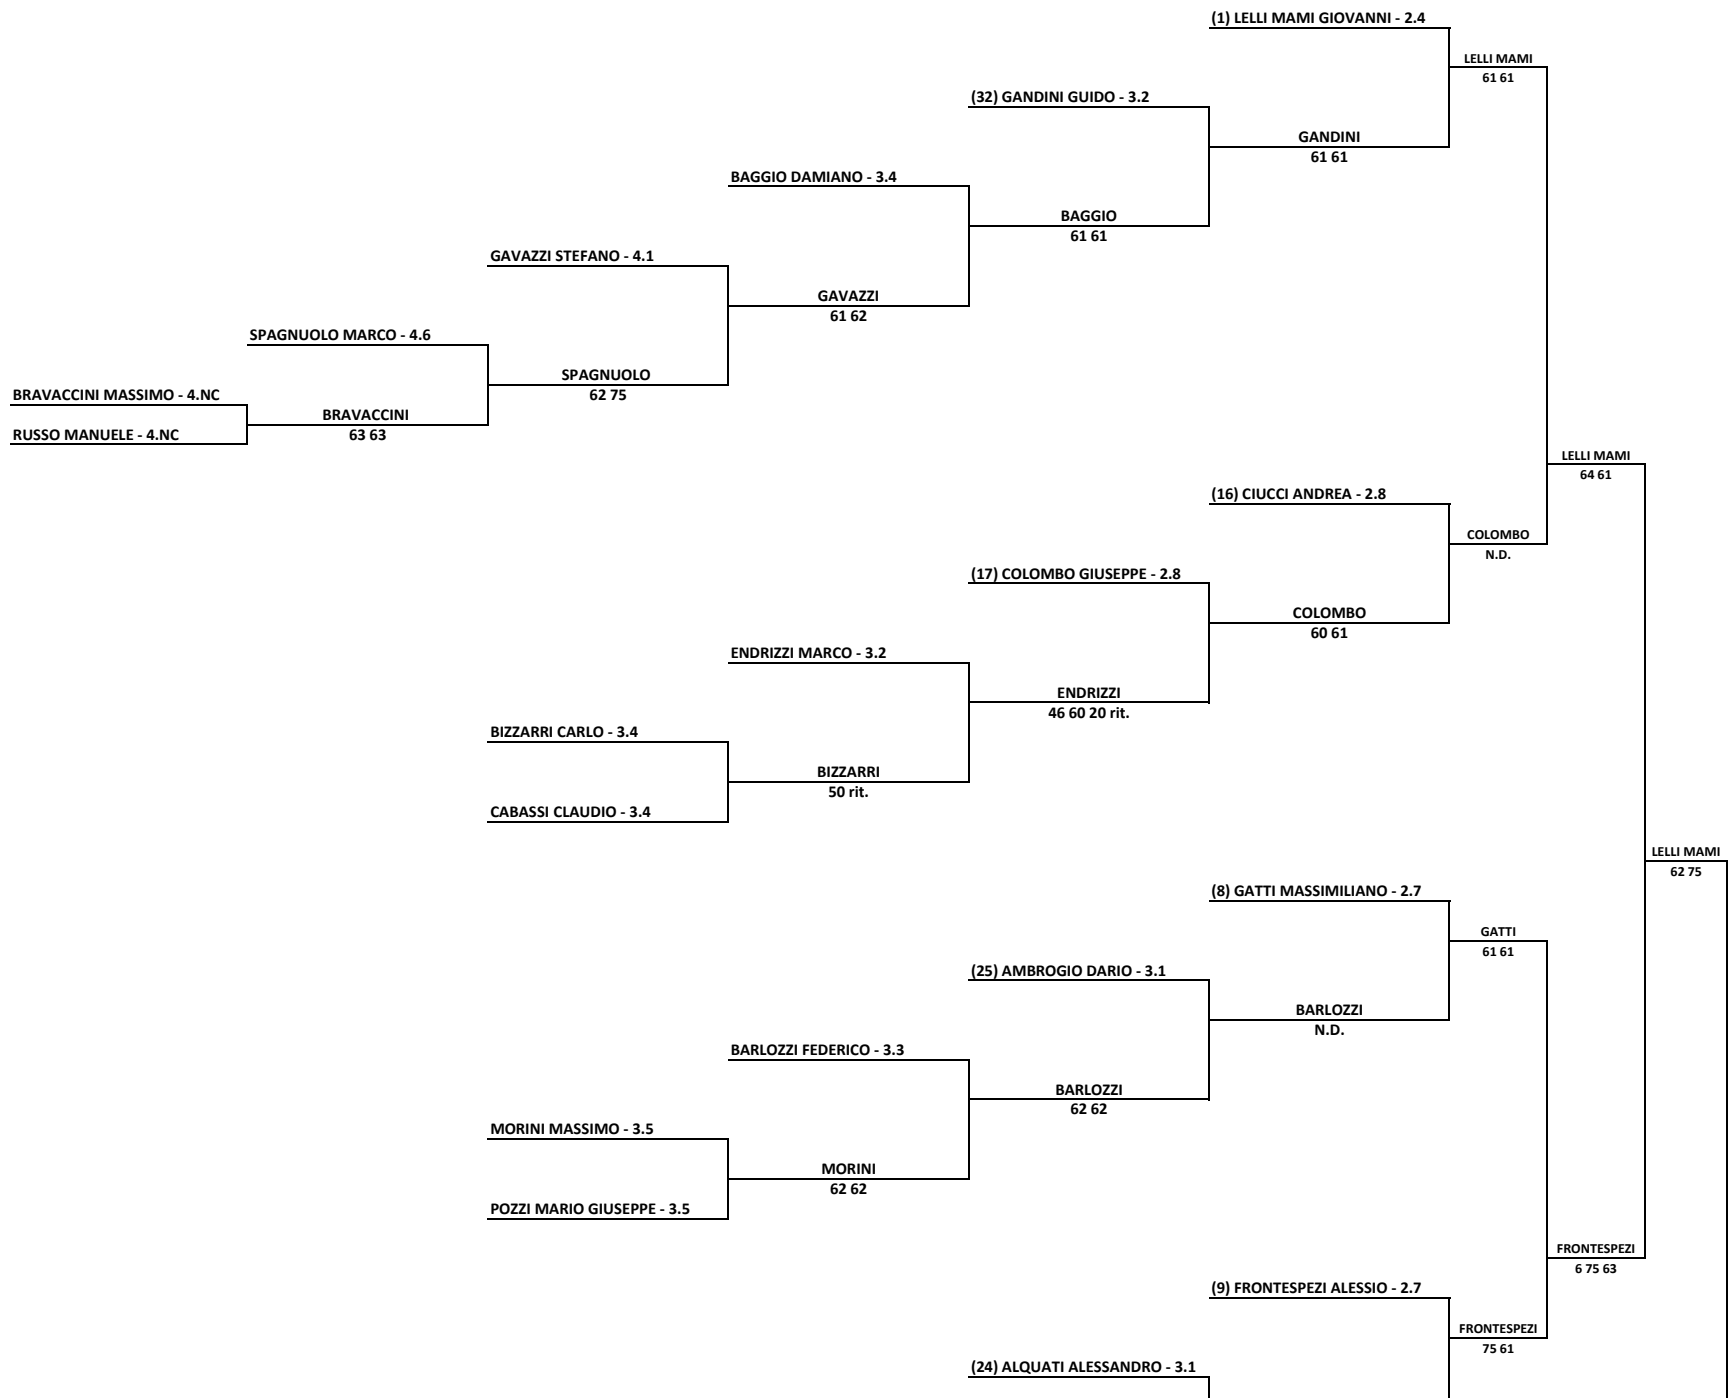 (1) LELLI MAMI GIOVANNI - 2.4
LELLI MAMI
61 61
(32) GANDINI GUIDO - 3.2
GANDINI
61 61
BAGGIO DAMIANO - 3.4
BAGGIO
61 61
GAVAZZI STEFANO - 4.1
GAVAZZI
61 62
SPAGNUOLO MARCO - 4.6
SPAGNUOLO
62 75
BRAVACCINI MASSIMO - 4.NC
BRAVACCINI
63 63
RUSSO MANUELE - 4.NC
LELLI MAMI
64 61
(16) CIUCCI ANDREA - 2.8
COLOMBO
N.D.
(17) COLOMBO GIUSEPPE - 2.8
COLOMBO
60 61
ENDRIZZI MARCO - 3.2
ENDRIZZI
46 60 20 rit.
BIZZARRI CARLO - 3.4
BIZZARRI
50 rit.
CABASSI CLAUDIO - 3.4
LELLI MAMI
62 75
(8) GATTI MASSIMILIANO - 2.7
GATTI
61 61
(25) AMBROGIO DARIO - 3.1
BARLOZZI
N.D.
BARLOZZI FEDERICO - 3.3
BARLOZZI
62 62
MORINI MASSIMO - 3.5
MORINI
62 62
POZZI MARIO GIUSEPPE - 3.5
FRONTESPEZI
6 75 63
(9) FRONTESPEZI ALESSIO - 2.7
FRONTESPEZI
75 61
(24) ALQUATI ALESSANDRO - 3.1